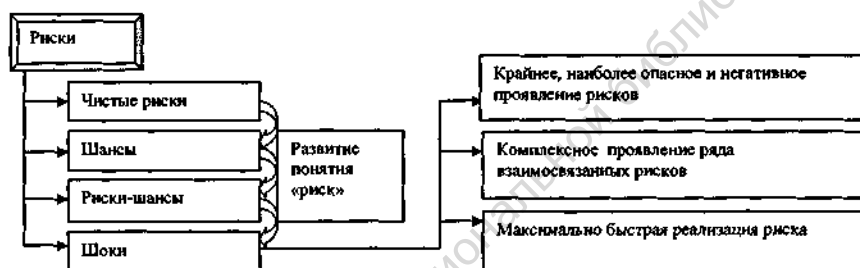 Риски
Чистые риски
Шансы
Риски-шансы
Шоки
Развитие
понятия
«риск»
Крайнее, наиболее опасное и негативное
проявление рисков
Комплексное проявление ряда
взаимосвязанных рисков
Максимально быстрая реализация риска